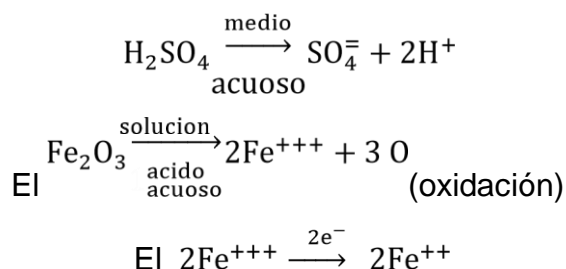 medio
H₂SO₄ ⟶ SO₄⁼ + 2H⁺
acuoso
solucion
El Fe₂O₃ ⟶ 2Fe⁺⁺⁺ + 3 O (oxidación)
acido
acuoso
2e⁻
El 2Fe⁺⁺⁺ ⟶ 2Fe⁺⁺